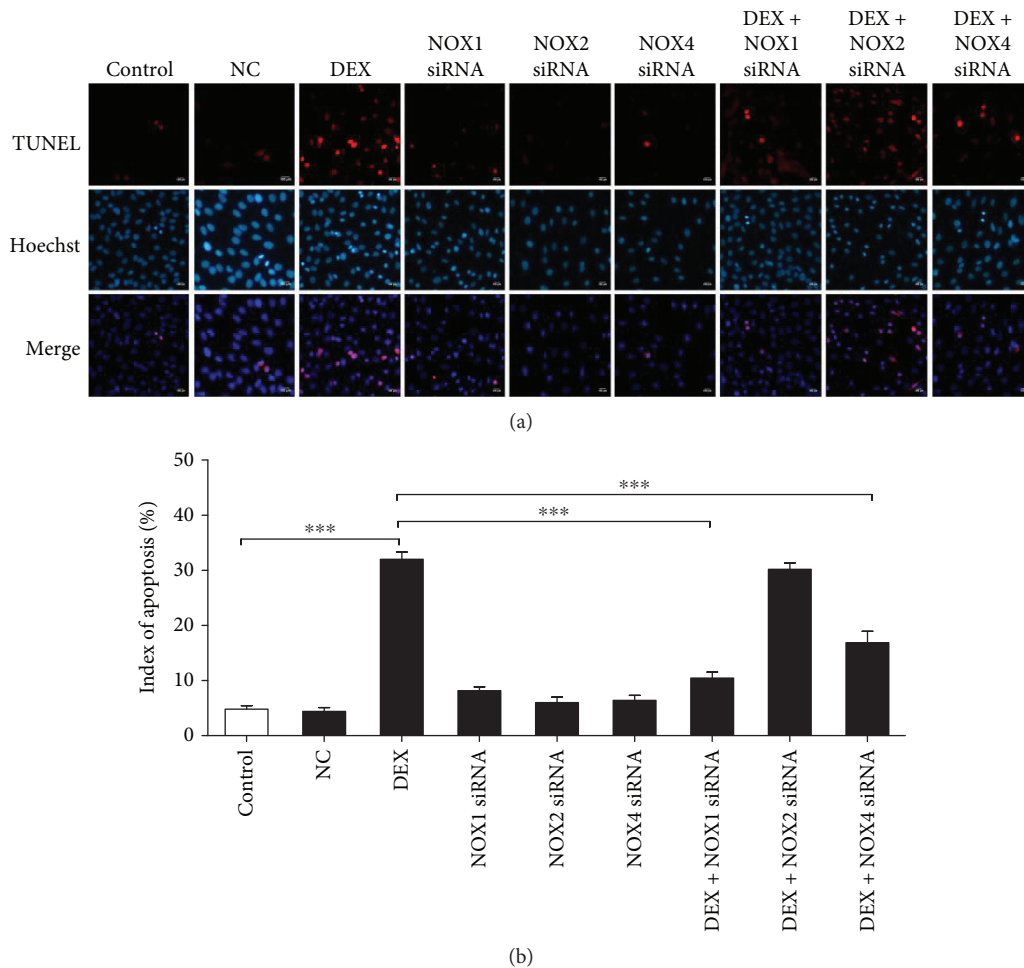 Control
NC
DEX
NOX1
siRNA
NOX2
siRNA
NOX4
siRNA
DEX +
NOX1
siRNA
DEX +
NOX2
siRNA
DEX +
NOX4
siRNA
TUNEL
Hoechst
Merge
(a)
50
40
30
20
10
0
Index of apoptosis (%)
***
***
***
Control
NC
DEX
NOX1 siRNA
NOX2 siRNA
NOX4 siRNA
DEX + NOX1 siRNA
DEX + NOX2 siRNA
DEX + NOX4 siRNA
(b)